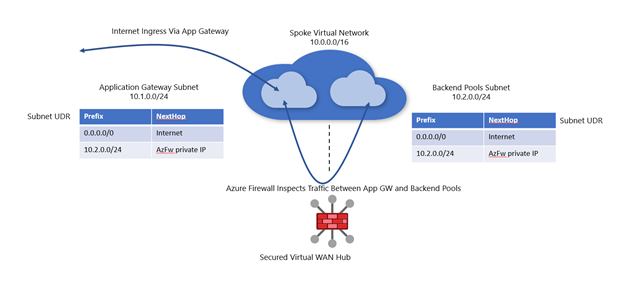 Internet Ingress Via App Gateway
Spoke Virtual Network
10.0.0.0/16
Application Gateway Subnet
10.1.0.0/24
Backend Pools Subnet
10.2.0.0/24
Subnet UDR
Prefix NextHop
0.0.0.0/0 Internet
10.2.0.0/24 AzFw private IP
Prefix NextHop
0.0.0.0/0 Internet
10.2.0.0/24 AzFw private IP
Subnet UDR
Azure Firewall Inspects Traffic Between App GW and Backend Pools
Secured Virtual WAN Hub